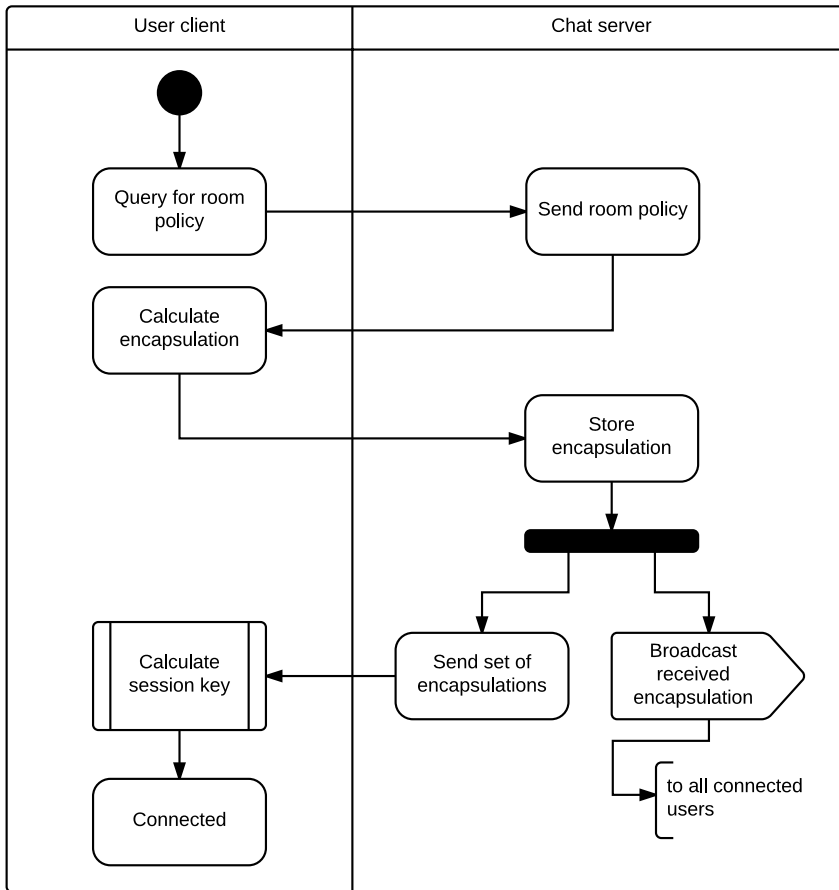 User client
Chat server
Query for room
policy
Send room policy
Calculate
encapsulation
Store
encapsulation
Calculate
session key
Send set of
encapsulations
Broadcast
received
encapsulation
Connected
to all connected
users